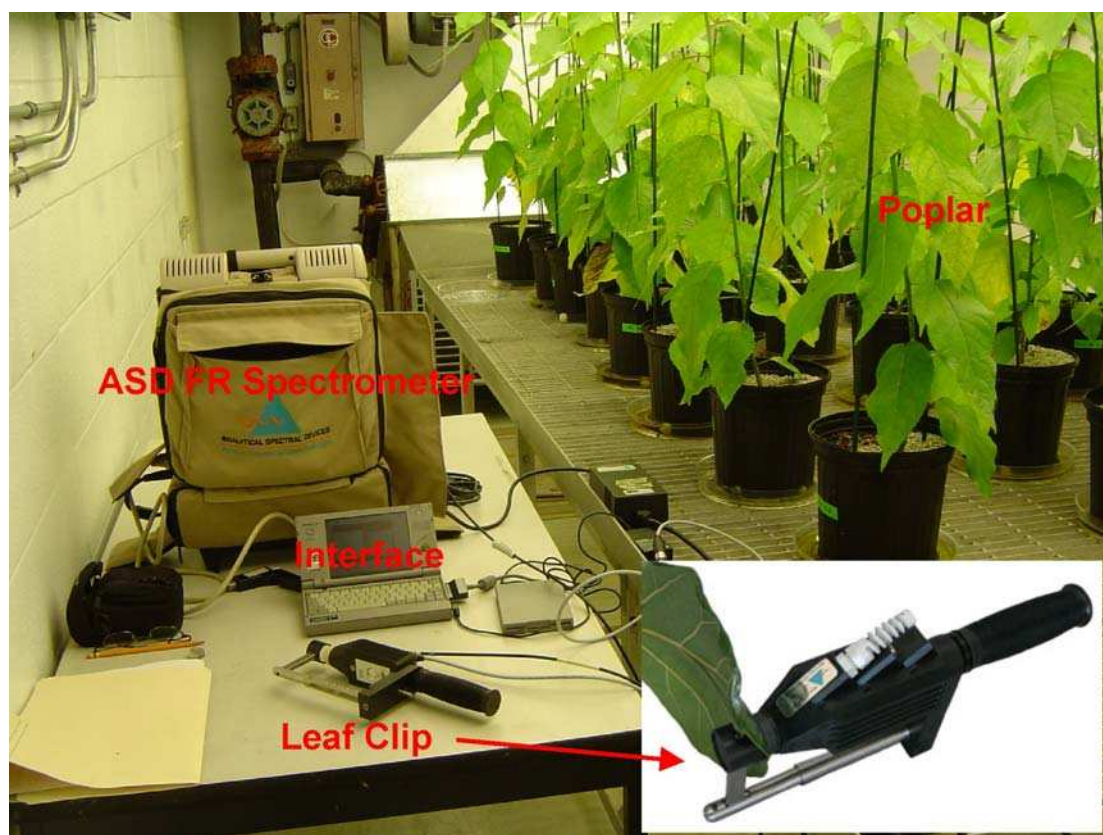 Poplar
ASD FR Spectrometer
ANALYTICAL SPECTRAL DEVICES
Interface
Leaf Clip